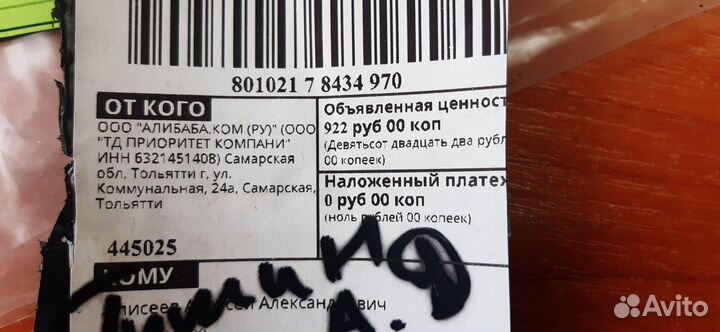 801021 7 8434 970
ОТ КОГО
ООО "АЛИБАБА.КОМ (РУ)" (ООО
"ТД ПРИОРИТЕТ КОМПАНИ"
ИНН 6321451408) Самарская
обл, Тольятти г, ул.
Коммунальная, 24а, Самарская,
Тольятти
445025
Объявленная ценност
922 руб 00 коп
(Девятьсот двадцать два рубл
00 копеек)
Наложенный платеж
0 руб 00 коп
(ноль рублей 00 копеек)
КОМУ
Александрович
А.
Avito